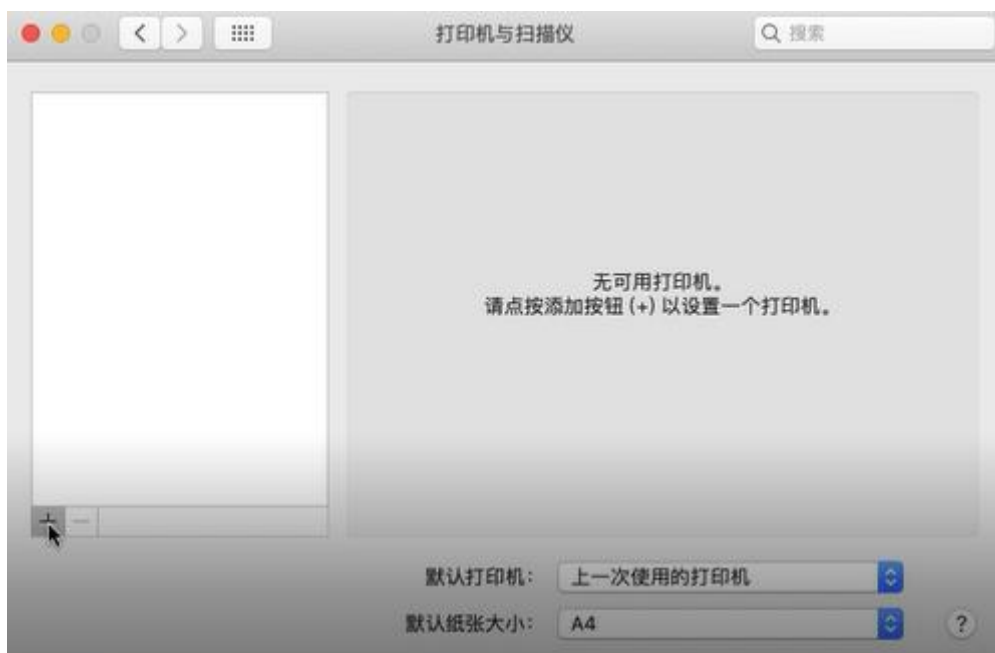 打印机与扫描仪
搜索
无可用打印机。
请点按添加按钮 (+) 以设置一个打印机。
默认打印机： 上一次使用的打印机
默认纸张大小： A4
?